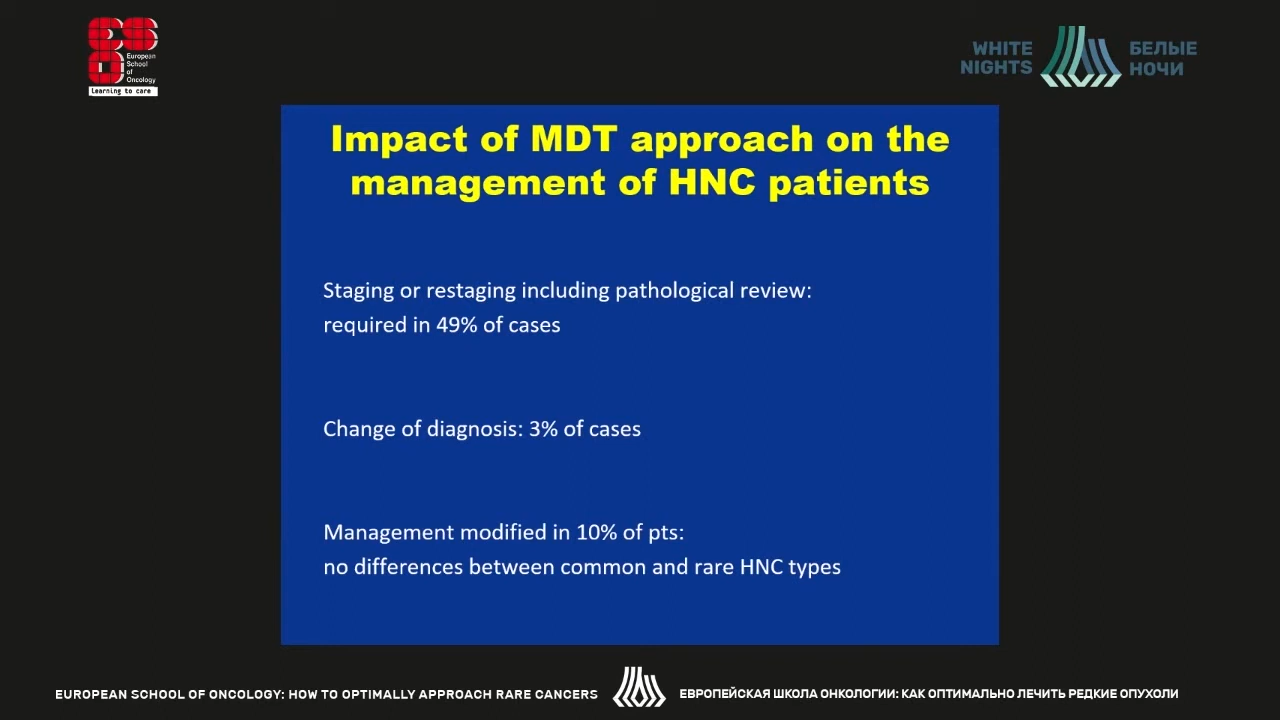 European
School
of
Oncology
Learning to care
WHITE
NIGHTS
БЕЛЫЕ
НОЧИ
Impact of MDT approach on the
management of HNC patients
Staging or restaging including pathological review:
required in 49% of cases
Change of diagnosis: 3% of cases
Management modified in 10% of pts:
no differences between common and rare HNC types
EUROPEAN SCHOOL OF ONCOLOGY: HOW TO OPTIMALLY APPROACH RARE CANCERS
ЕВРОПЕЙСКАЯ ШКОЛА ОНКОЛОГИИ: КАК ОПТИМАЛЬНО ЛЕЧИТЬ РЕДКИЕ ОПУХОЛИ